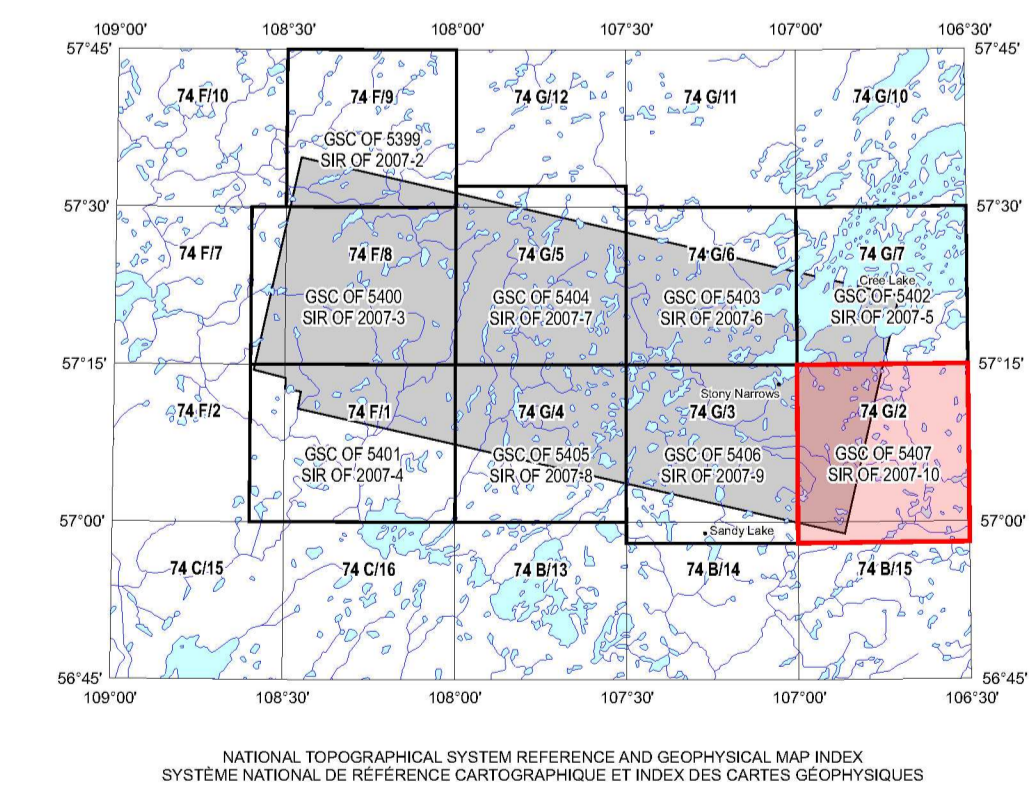 109°00' 108°30' 108°00' 107°30' 107°00' 106°30'
57°45' 57°45'
74 F/10 74 F/9 74 G/12 74 G/11 74 G/10
GSC OF 5399
SIR OF 2007-2
57°30' 57°30'
74 F/7 74 F/8 74 G/5 74 G/6 74 G/7
Cree Lake
GSC OF 5400 GSC OF 5404 GSC OF 5403 GSC OF 5402
SIR OF 2007-3 SIR OF 2007-7 SIR OF 2007-6 SIR OF 2007-5
57°15' 57°15'
Stony Narrows
74 F/2 74 F/1 74 G/4 74 G/3 74 G/2
GSC OF 5401 GSC OF 5405 GSC OF 5406 GSC OF 5407
SIR OF 2007-4 SIR OF 2007-8 SIR OF 2007-9 SIR OF 2007-10
57°00' 57°00'
Sandy Lake
74 C/15 74 C/16 74 B/13 74 B/14 74 B/15
56°45' 56°45'
109°00' 108°30' 108°00' 107°30' 107°00' 106°30'
NATIONAL TOPOGRAPHICAL SYSTEM REFERENCE AND GEOPHYSICAL MAP INDEX
SYSTÈME NATIONAL DE RÉFÉRENCE CARTOGRAPHIQUE ET INDEX DES CARTES GÉOPHYSIQUES